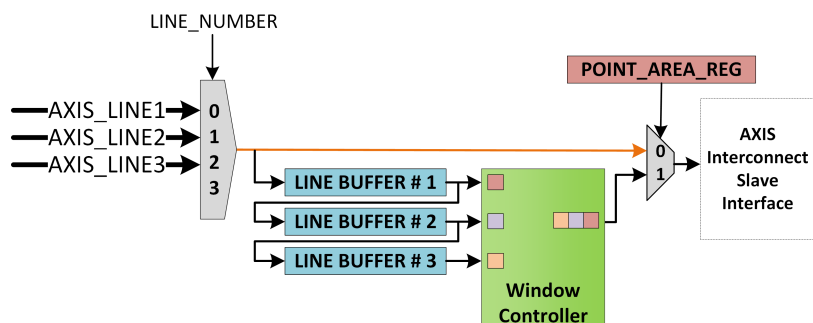 LINE_NUMBER
POINT_AREA_REG
AXIS_LINE1
AXIS_LINE2
AXIS_LINE3
0
1
2
3
0
1
AXIS
Interconnect
Slave
Interface
LINE BUFFER # 1
LINE BUFFER # 2
LINE BUFFER # 3
Window
Controller